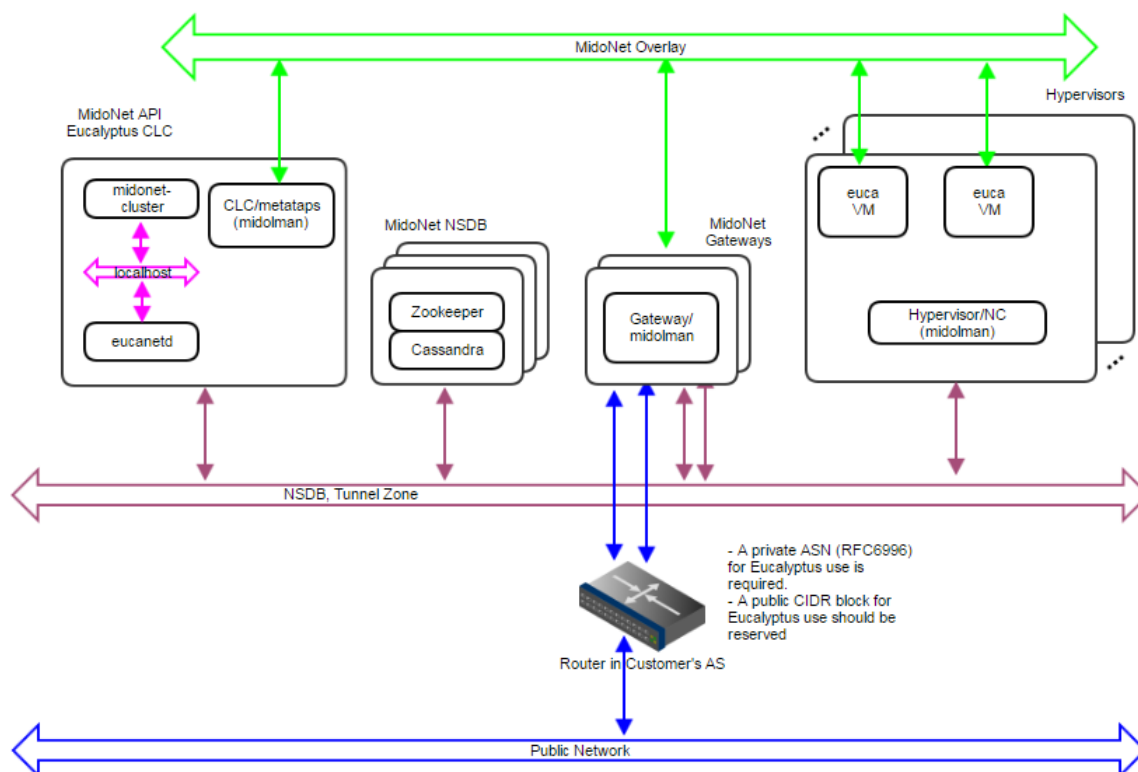 MidoNet Overlay
MidoNet API
Eucalyptus CLC
Hypervisors
midonet-
cluster
CLC/metataps
(midolman)
localhost
eucanetd
MidoNet NSDB
Zookeeper
Cassandra
MidoNet
Gateways
Gateway/
midolman
euca
VM
euca
VM
Hypervisor/NC
(midolman)
NSDB, Tunnel Zone
- A private ASN (RFC6996)
for Eucalyptus use is
required.
- A public CIDR block for
Eucalyptus use should be
reserved
Router in Customer's AS
Public Network